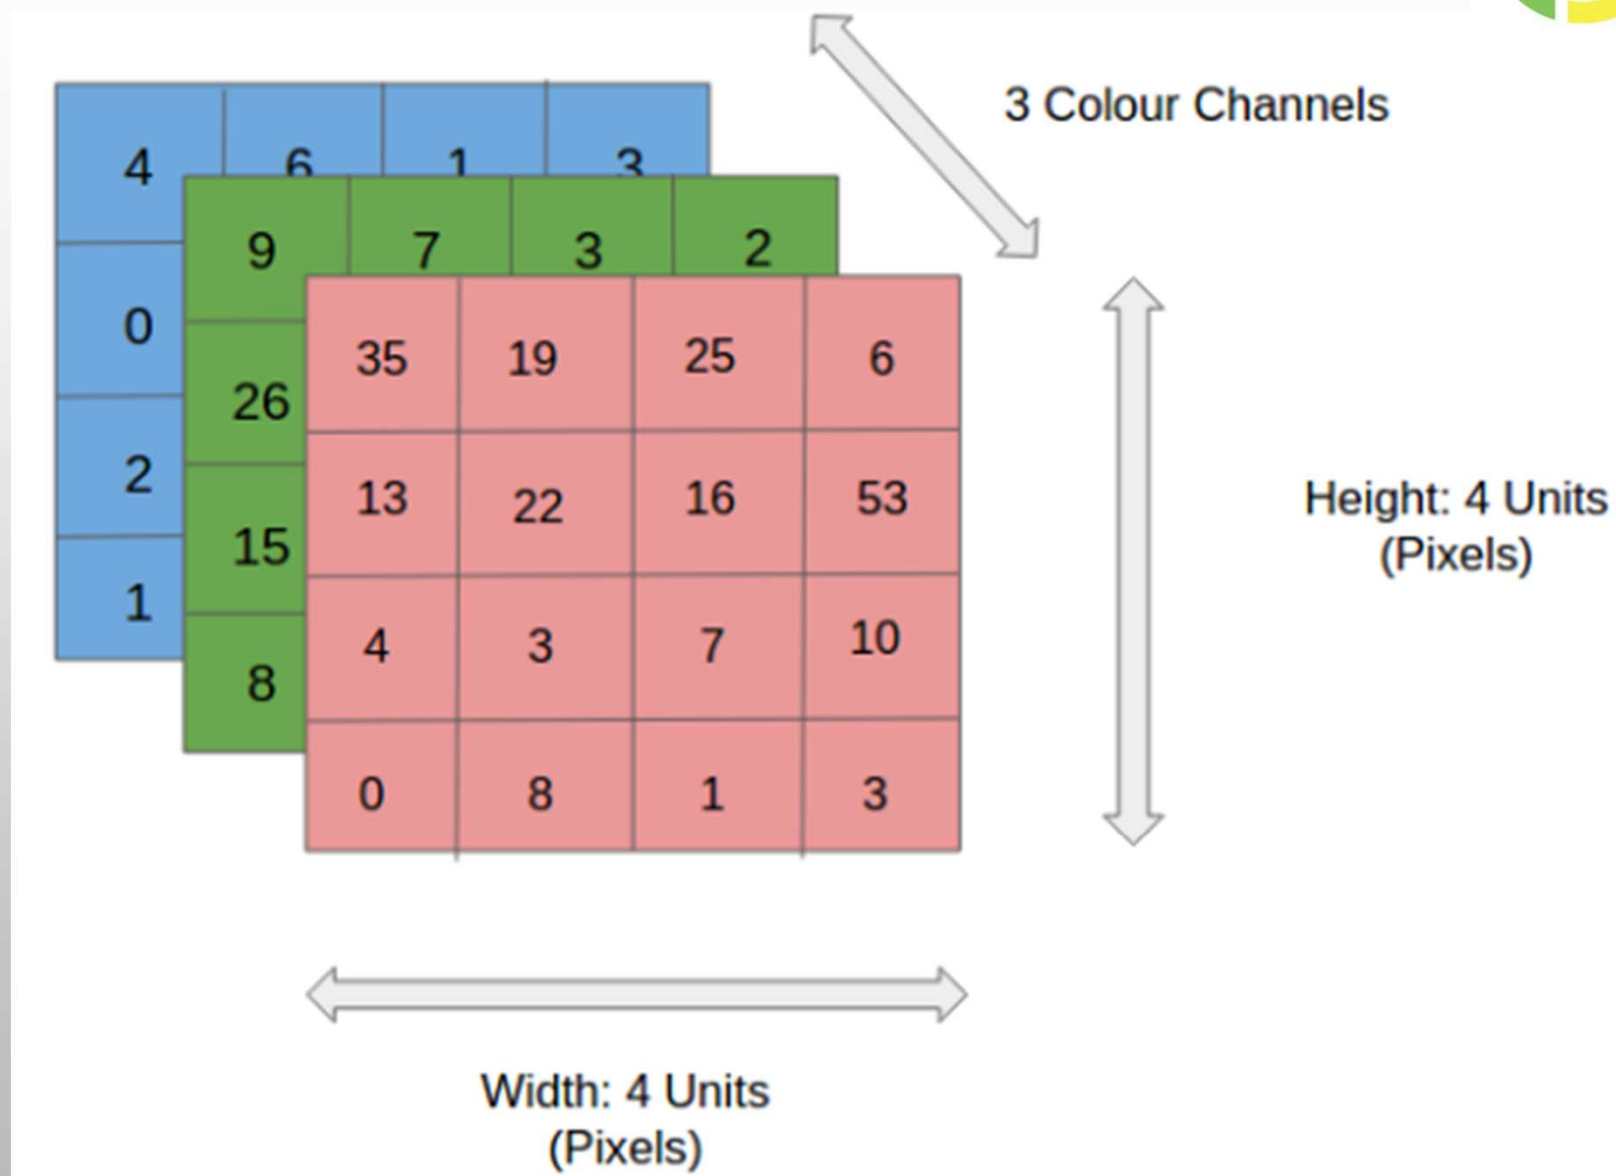 3 Colour Channels
4 6 1 3
0
2
1
9 7 3 2
26
15
8
35 19 25 6
13 22 16 53
4 3 7 10
0 8 1 3
Height: 4 Units
(Pixels)
Width: 4 Units
(Pixels)